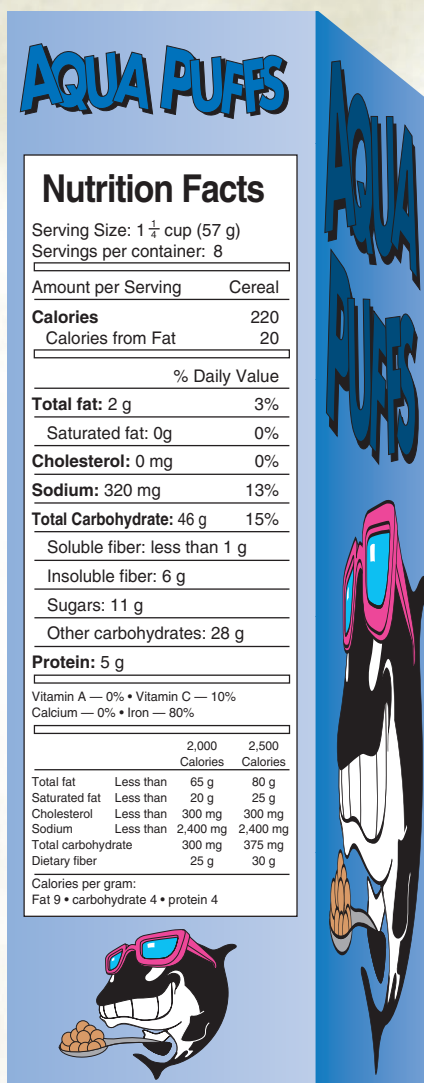 AQUA PUFFS
Nutrition Facts
Serving Size: 1 1/4 cup (57 g)
Servings per container: 8
Amount per Serving Cereal
Calories 220
Calories from Fat 20
% Daily Value
Total fat: 2 g 3%
Saturated fat: 0g 0%
Cholesterol: 0 mg 0%
Sodium: 320 mg 13%
Total Carbohydrate: 46 g 15%
Soluble fiber: less than 1 g
Insoluble fiber: 6 g
Sugars: 11 g
Other carbohydrates: 28 g
Protein: 5 g
Vitamin A — 0% • Vitamin C — 10%
Calcium — 0% • Iron — 80%
2,000 2,500
Calories Calories
Total fat Less than 65 g 80 g
Saturated fat Less than 20 g 25 g
Cholesterol Less than 300 mg 300 mg
Sodium Less than 2,400 mg 2,400 mg
Total carbohydrate 300 mg 375 mg
Dietary fiber 25 g 30 g
Calories per gram:
Fat 9 • carbohydrate 4 • protein 4
AQUA
PUFFS